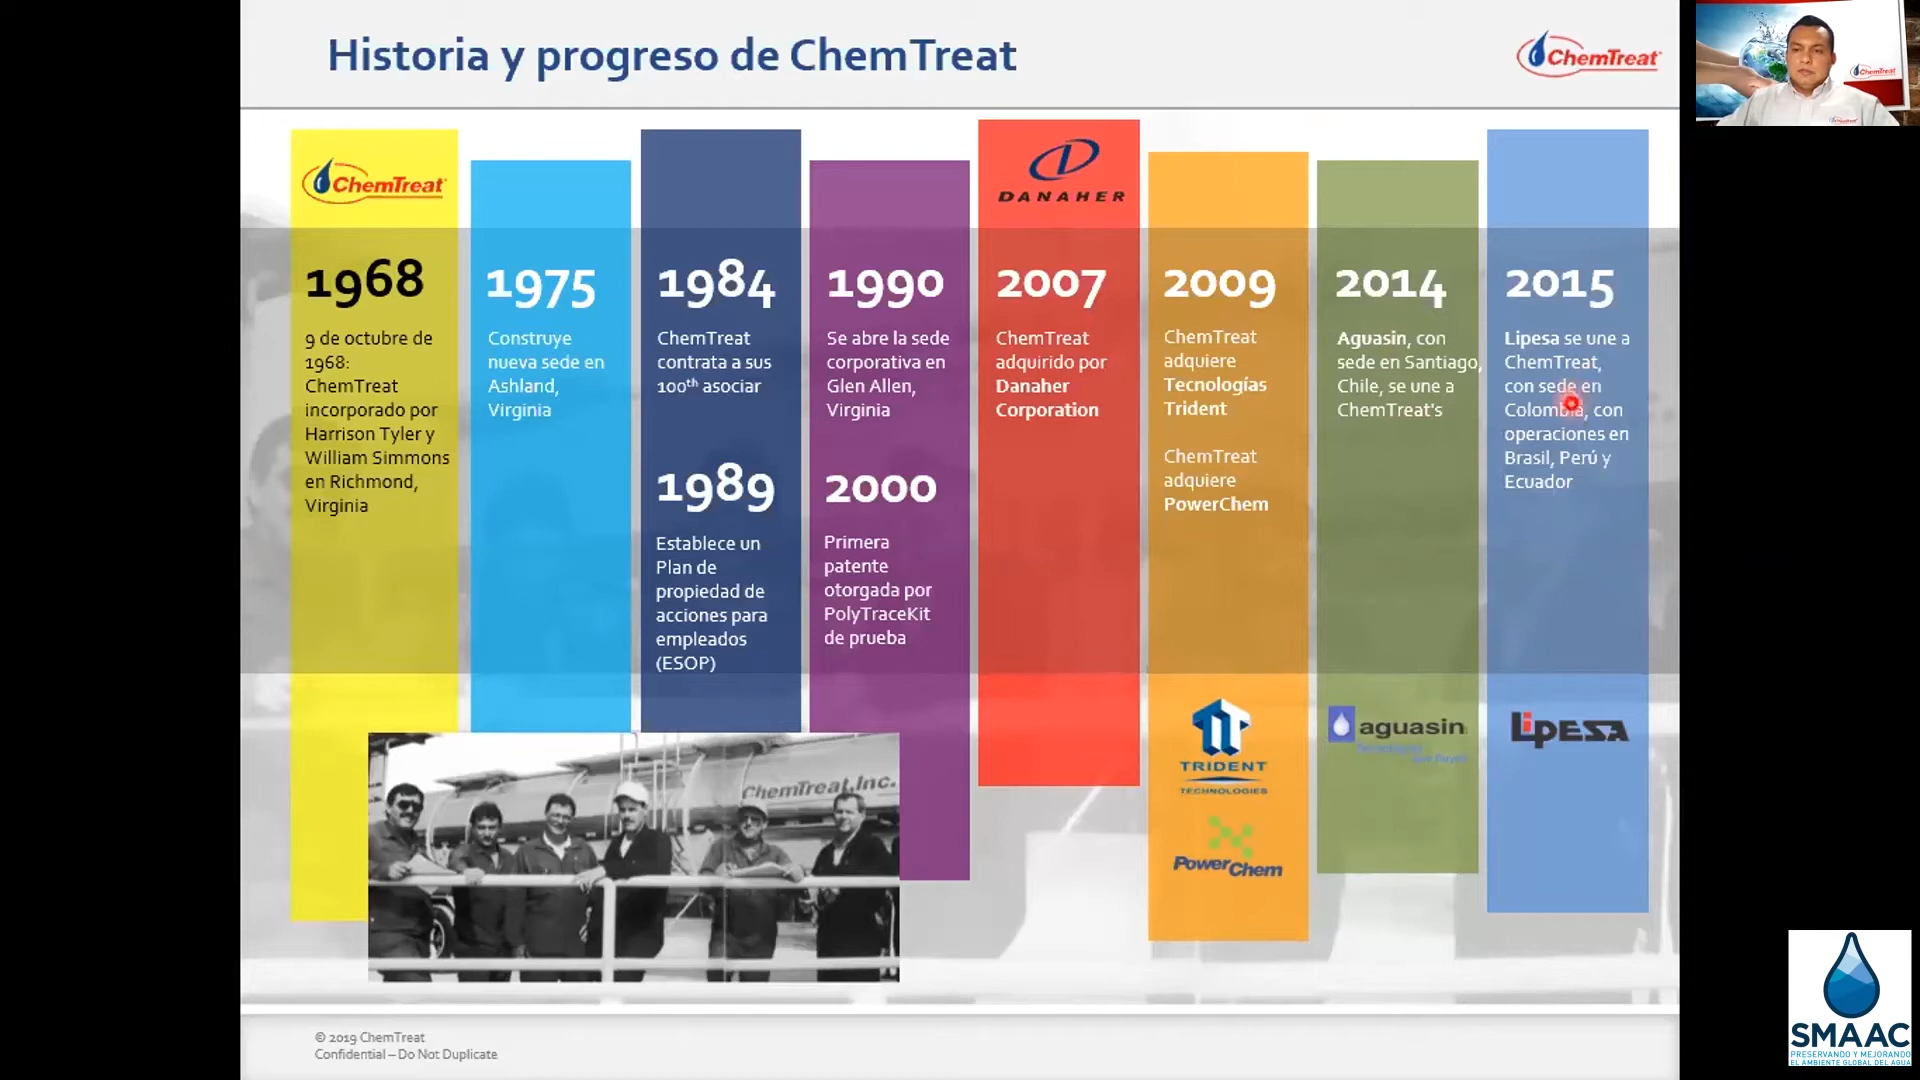 Historia y progreso de ChemTreat
ChemTreat
ChemTreat
ChemTreat
1968
9 de octubre de
1968:
ChemTreat
incorporado por
Harrison Tyler y
William Simmons
en Richmond,
Virginia
1975
Construye
nueva sede en
Ashland,
Virginia
1984
ChemTreat
contrata a sus
100th asociar
1989
Establece un
Plan de
propiedad de
acciones para
empleados
(ESOP)
1990
Se abre la sede
corporativa en
Glen Allen,
Virginia
2000
Primera
patente
otorgada por
PolyTraceKit
de prueba
DANAHER
2007
ChemTreat
adquirido por
Danaher
Corporation
2009
ChemTreat
adquiere
Tecnologías
Trident
ChemTreat
adquiere
PowerChem
TRIDENT
TECHNOLOGIES
PowerChem
2014
Aguasin, con
sede en Santiago,
Chile, se une a
ChemTreat's
aguasin
2015
Lipesa se une a
ChemTreat,
con sede en
Colombia, con
operaciones en
Brasil, Perú y
Ecuador
LiPESA
ChemTreat, Inc.
© 2019 ChemTreat
Confidential – Do Not Duplicate
SMAAC
PRESERVANDO Y MEJORANDO
EL AMBIENTE GLOBAL DEL AGUA